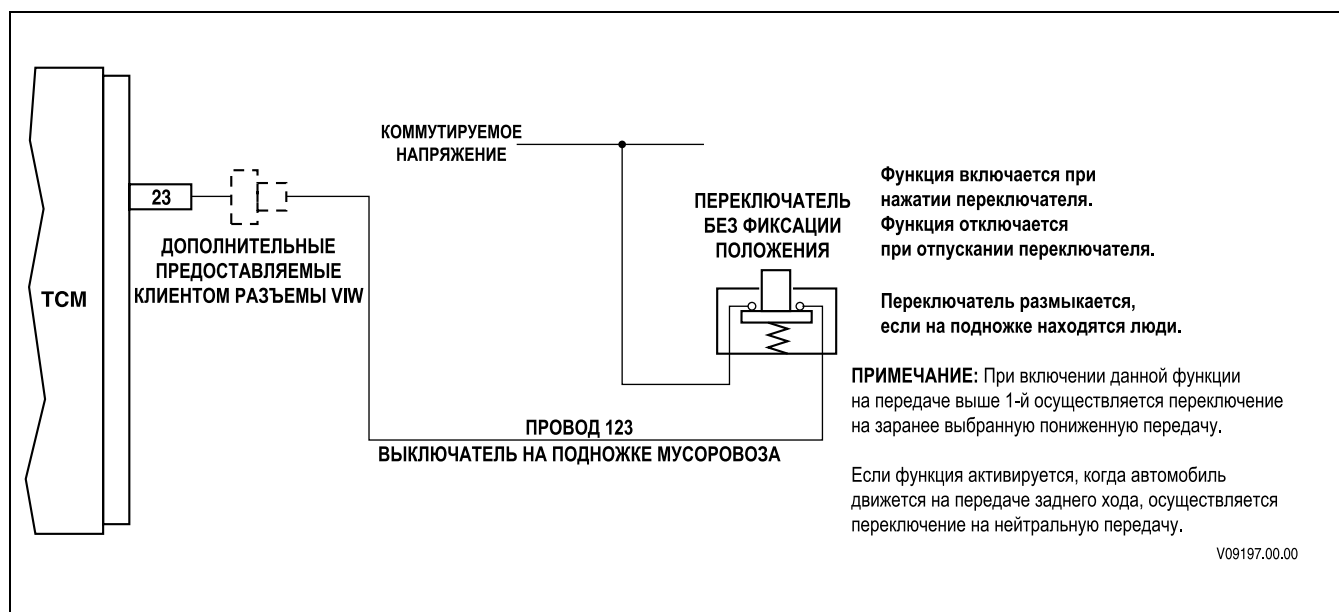 КОММУТИРУЕМОЕ
НАПРЯЖЕНИЕ
23
ДОПОЛНИТЕЛЬНЫЕ
ПРЕДОСТАВЛЯЕМЫЕ
КЛИЕНТОМ РАЗЪЕМЫ VIW
TCM
ПЕРЕКЛЮЧАТЕЛЬ
БЕЗ ФИКСАЦИИ
ПОЛОЖЕНИЯ
ПРОВОД 123
ВЫКЛЮЧАТЕЛЬ НА ПОДНОЖКЕ МУСОРОВОЗА
Функция включается при
нажатии переключателя.
Функция отключается
при отпускании переключателя.
Переключатель размыкается,
если на подножке находятся люди.
ПРИМЕЧАНИЕ: При включении данной функции
на передаче выше 1-й осуществляется переключение
на заранее выбранную пониженную передачу.
Если функция активируется, когда автомобиль
движется на передаче заднего хода, осуществляется
переключение на нейтральную передачу.
V09197.00.00